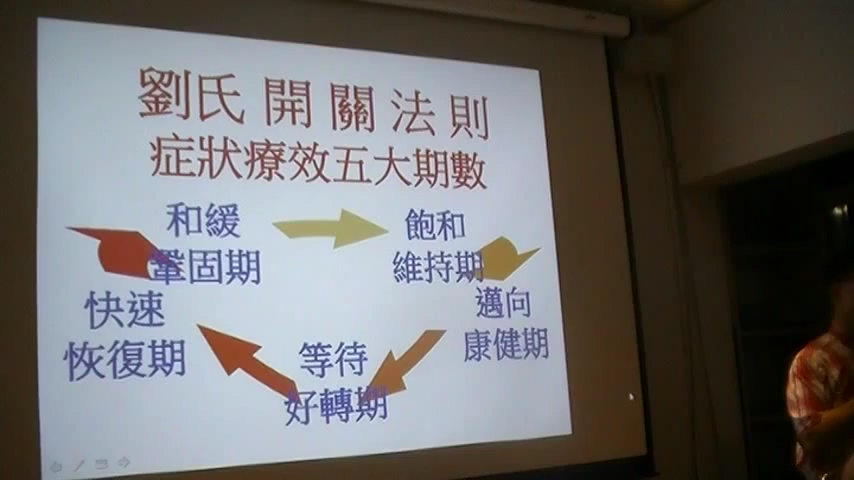 劉氏開關法則
症狀療效五大期數
和緩
鞏固期
飽和
維持期
邁向
康健期
等待
好轉期
快速
恢復期